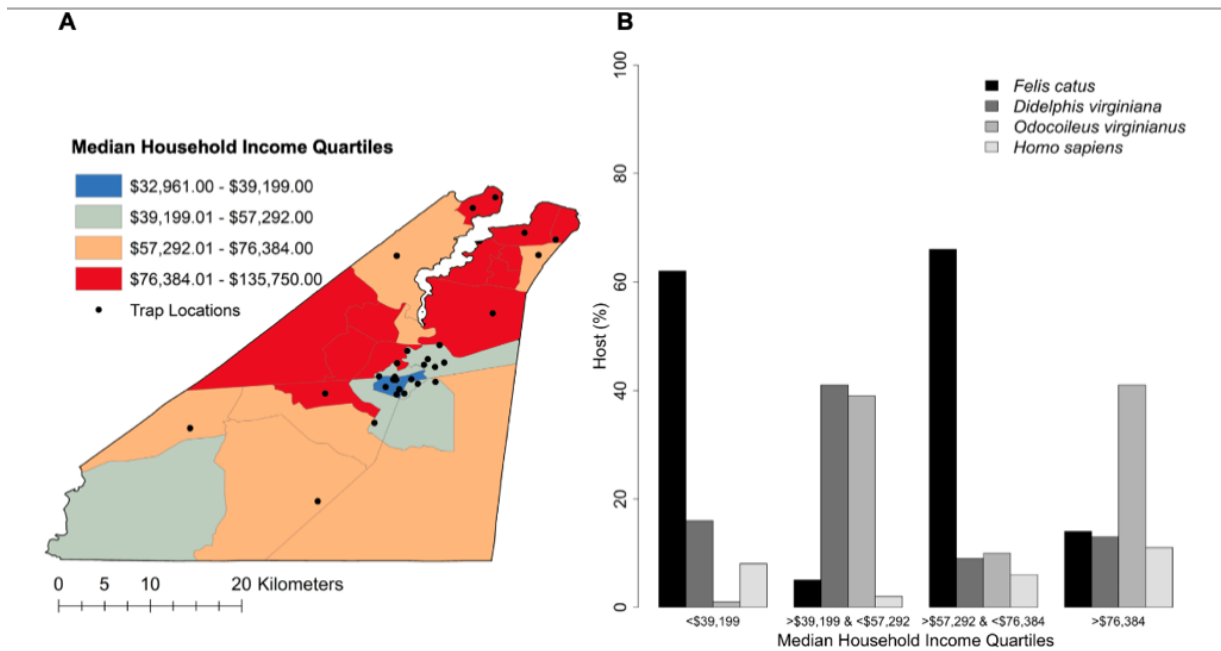 A
Median Household Income Quartiles
$32,961.00 - $39,199.00
$39,199.01 - $57,292.00
$57,292.01 - $76,384.00
$76,384.01 - $135,750.00
Trap Locations
0 5 10 20 Kilometers
B
Host (%)
100
80
60
40
20
0
Felis catus
Didelphis virginiana
Odocoileus virginianus
Homo sapiens
<$39,199 >$39,199 & <$57,292 >$57,292 & <$76,384 >$76,384
Median Household Income Quartiles